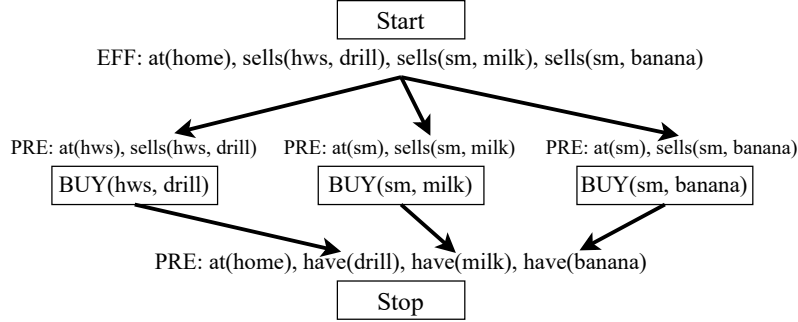 Start
EFF: at(home), sells(hws, drill), sells(sm, milk), sells(sm, banana)
PRE: at(hws), sells(hws, drill) PRE: at(sm), sells(sm, milk) PRE: at(sm), sells(sm, banana)
BUY(hws, drill) BUY(sm, milk) BUY(sm, banana)
PRE: at(home), have(drill), have(milk), have(banana)
Stop